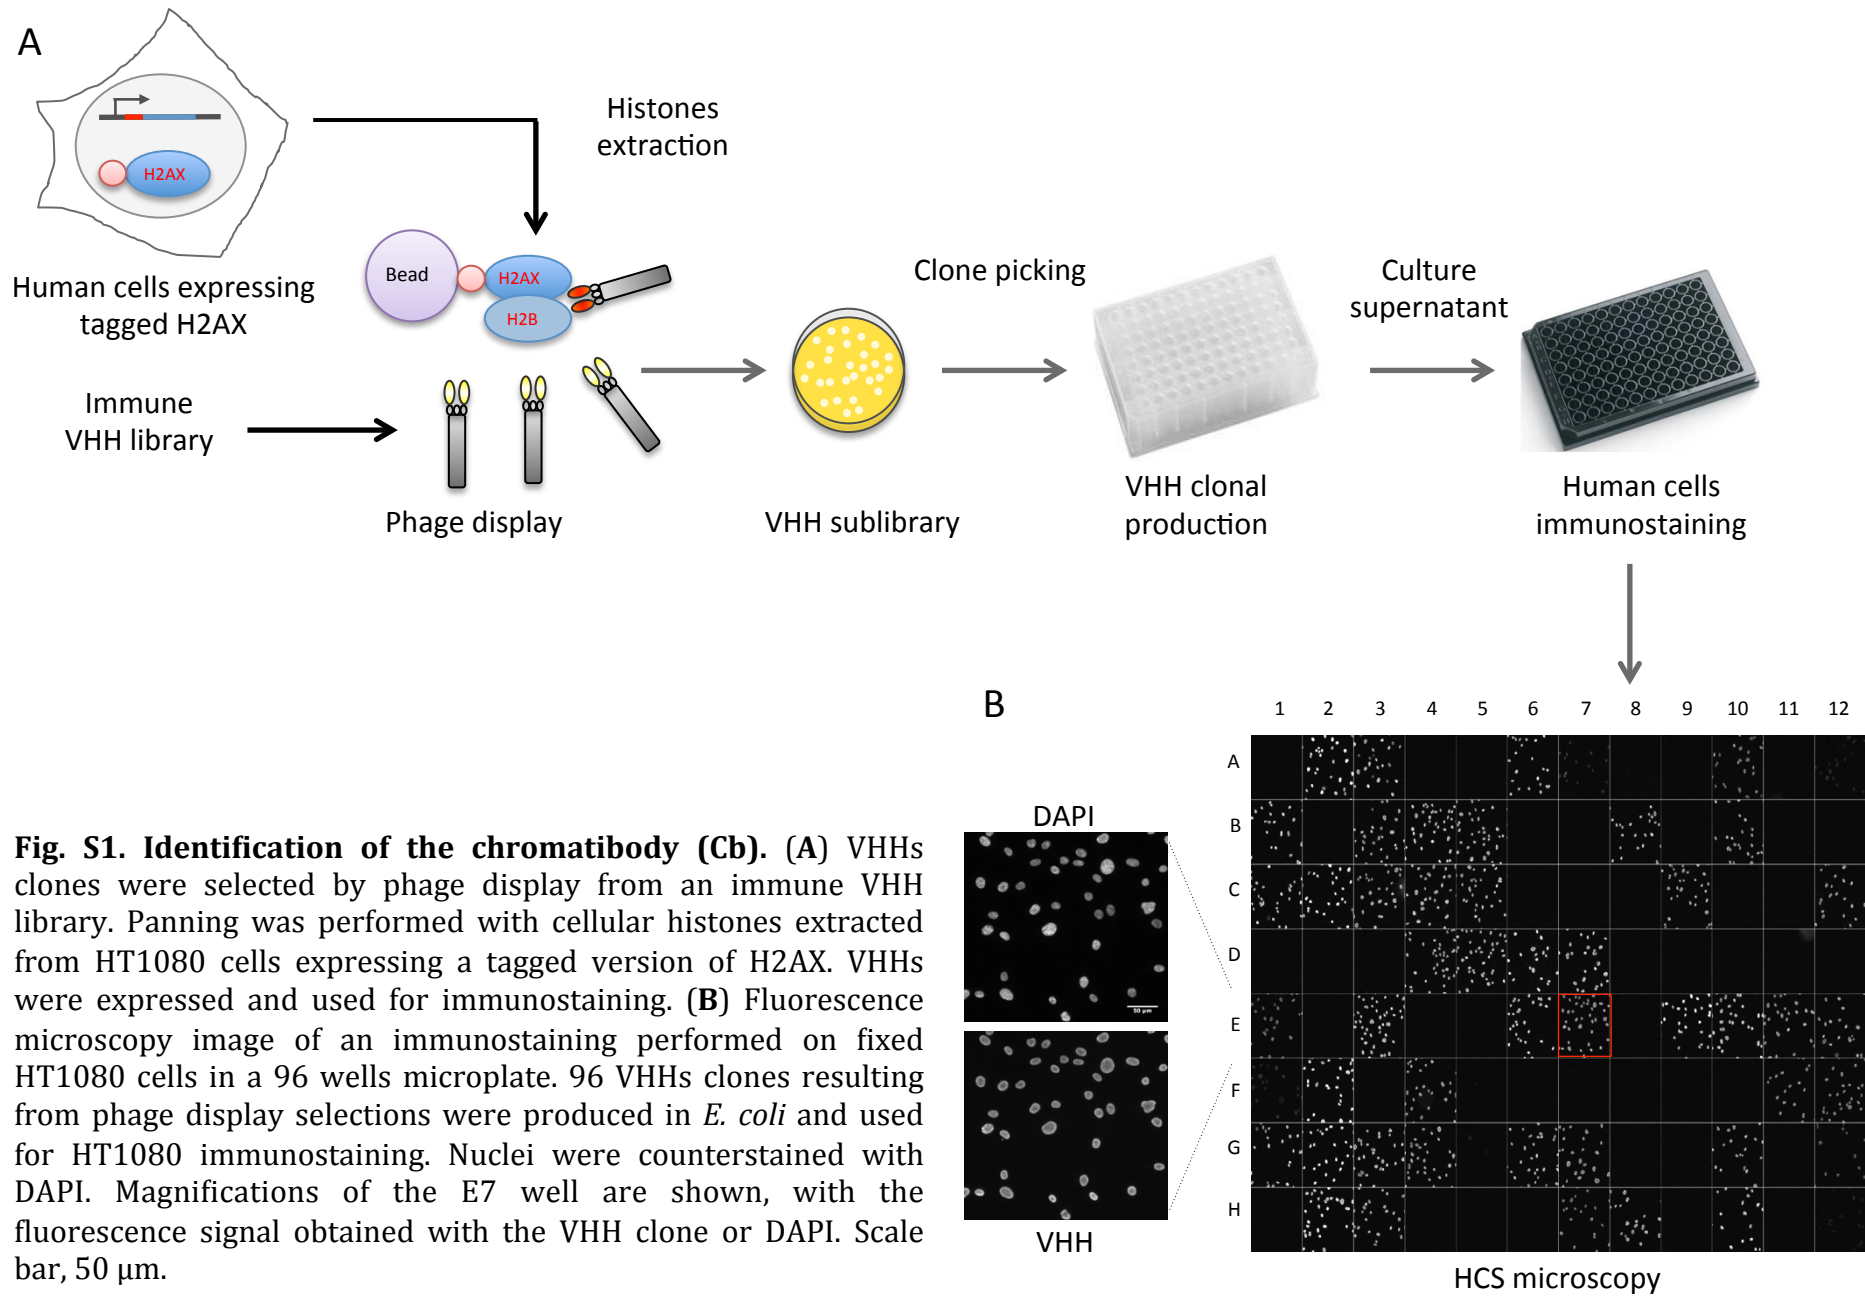 A
H2AX
Histones
extraction
Human cells expressing
tagged H2AX
Bead
H2AX
H2B
Immune
VHH library
Phage display
VHH sublibrary
Clone picking
VHH clonal
production
Culture
supernatant
Human cells
immunostaining
B
1 2 3 4 5 6 7 8 9 10 11 12
A
B
C
D
E
F
G
H
DAPI
50 µm
VHH
HCS microscopy
Fig. S1. Identification of the chromatibody (Cb). (A) VHHs
clones were selected by phage display from an immune VHH
library. Panning was performed with cellular histones extracted
from HT1080 cells expressing a tagged version of H2AX. VHHs
were expressed and used for immunostaining. (B) Fluorescence
microscopy image of an immunostaining performed on fixed
HT1080 cells in a 96 wells microplate. 96 VHHs clones resulting
from phage display selections were produced in E. coli and used
for HT1080 immunostaining. Nuclei were counterstained with
DAPI. Magnifications of the E7 well are shown, with the
fluorescence signal obtained with the VHH clone or DAPI. Scale
bar, 50 µm.